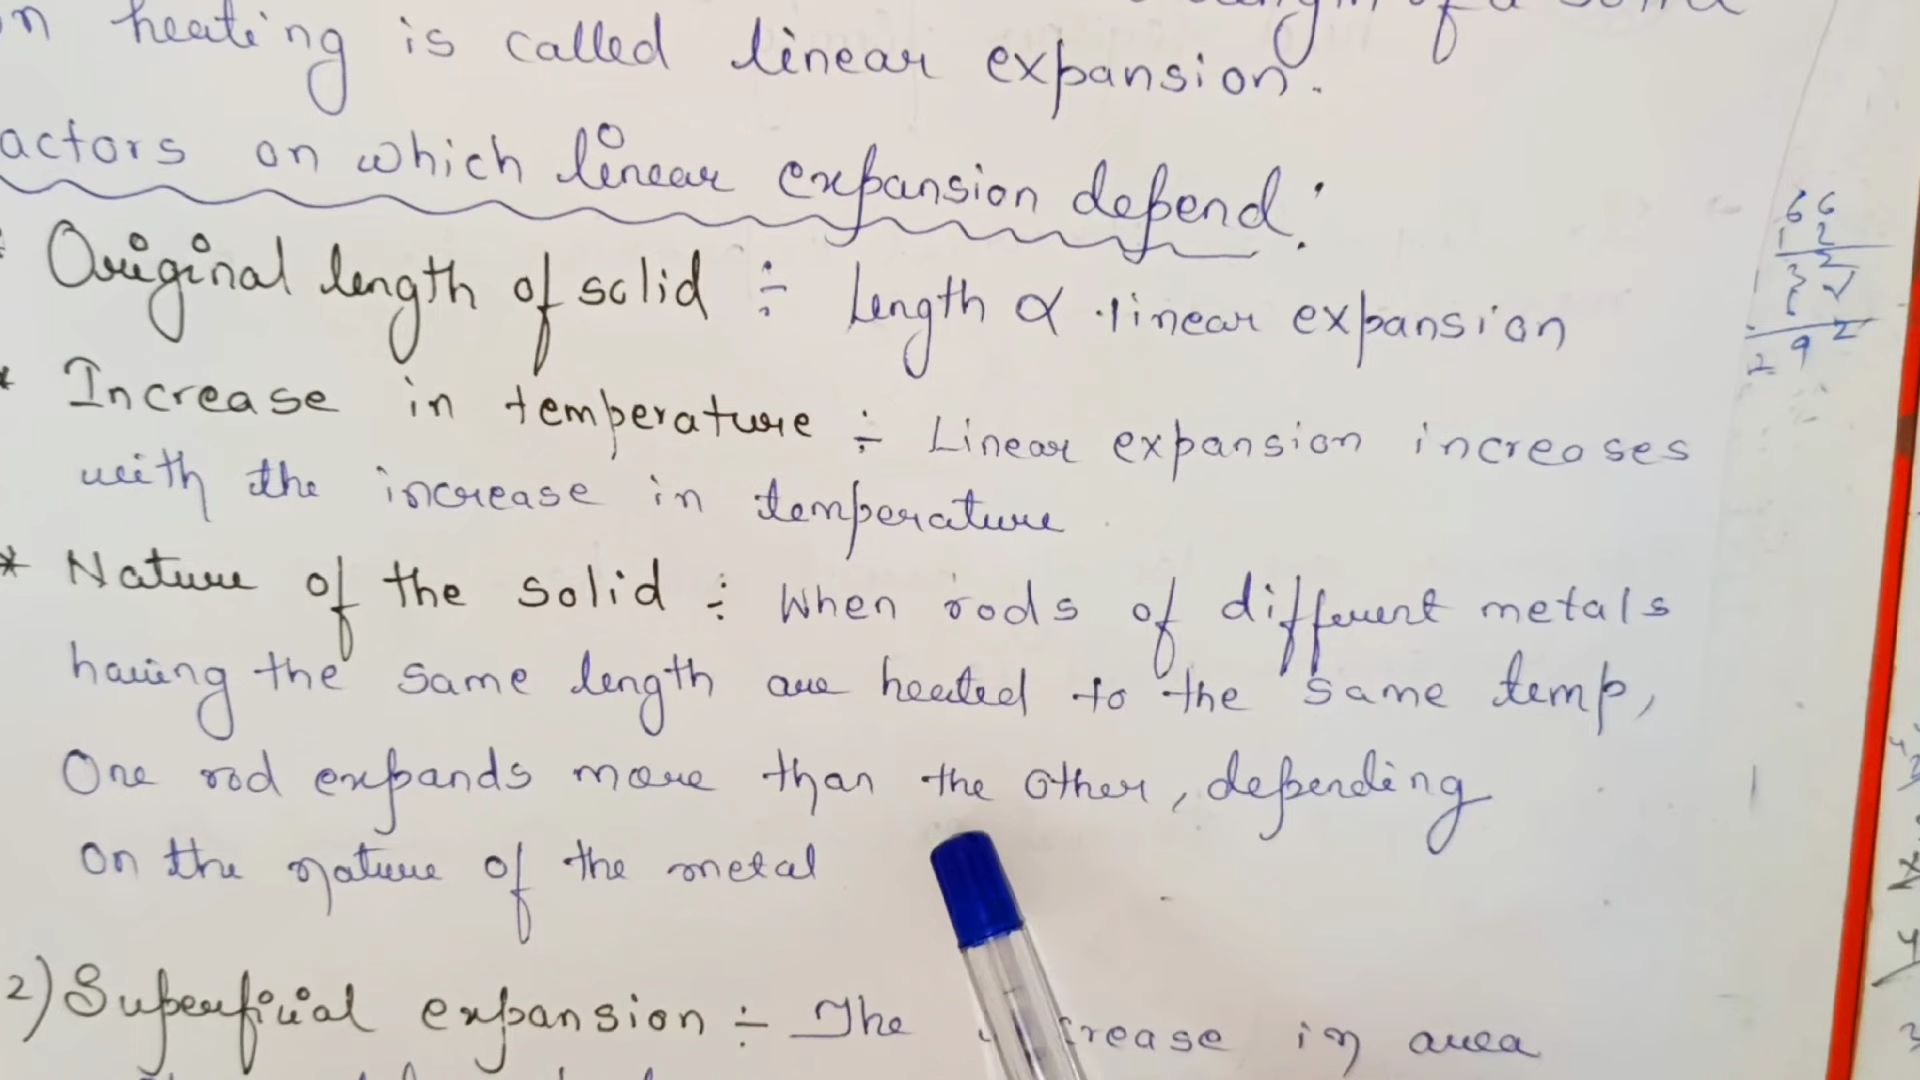 heating is called linear expansion.
actors on which linear expansion depend:
Original length of solid ÷ length ∝ linear expansion
* Increase in temperature ÷ Linear expansion increases
with the increase in temperature
* Nature of the solid ÷ When rods of different metals
having the same length are heated to the same temp,
One rod expands more than the other, depending
on the nature of the metal
2) Superficial expansion ÷ The crease in area
66
12